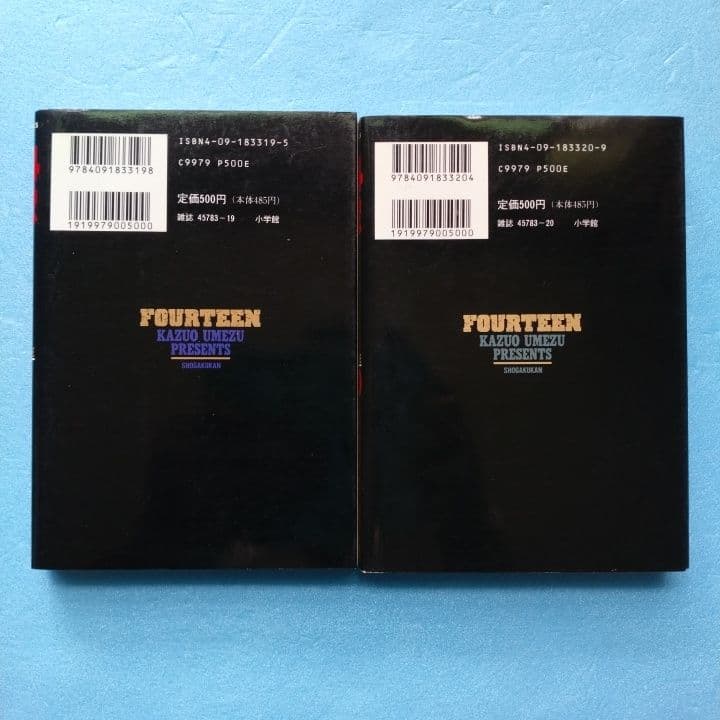 ISBN4-09-183319-5
C9979 P500E
9784091833198
定価500円（本体485円）
雑誌 45783-19 小学館
1919979005000
FOURTEEN
KAZUO UMEZU
PRESENTS
SHOGAKUKAN
ISBN4-09-183320-9
C9979 P500E
9784091833204
定価500円（本体485円）
雑誌 45783-20 小学館
1919979005000
FOURTEEN
KAZUO UMEZU
PRESENTS
SHOGAKUKAN